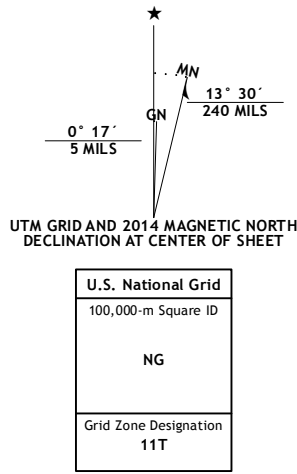 ★
MN
GN
13° 30´
240 MILS
0° 17´
5 MILS
UTM GRID AND 2014 MAGNETIC NORTH
DECLINATION AT CENTER OF SHEET
U.S. National Grid
100,000-m Square ID
NG
Grid Zone Designation
11T